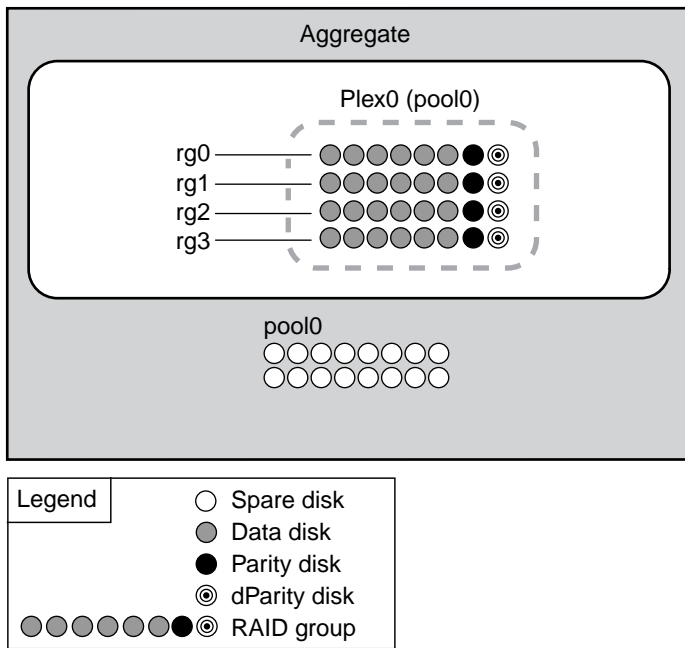 Aggregate
Plex0 (pool0)
rg0
rg1
rg2
rg3
pool0
Legend
Spare disk
Data disk
Parity disk
dParity disk
RAID group